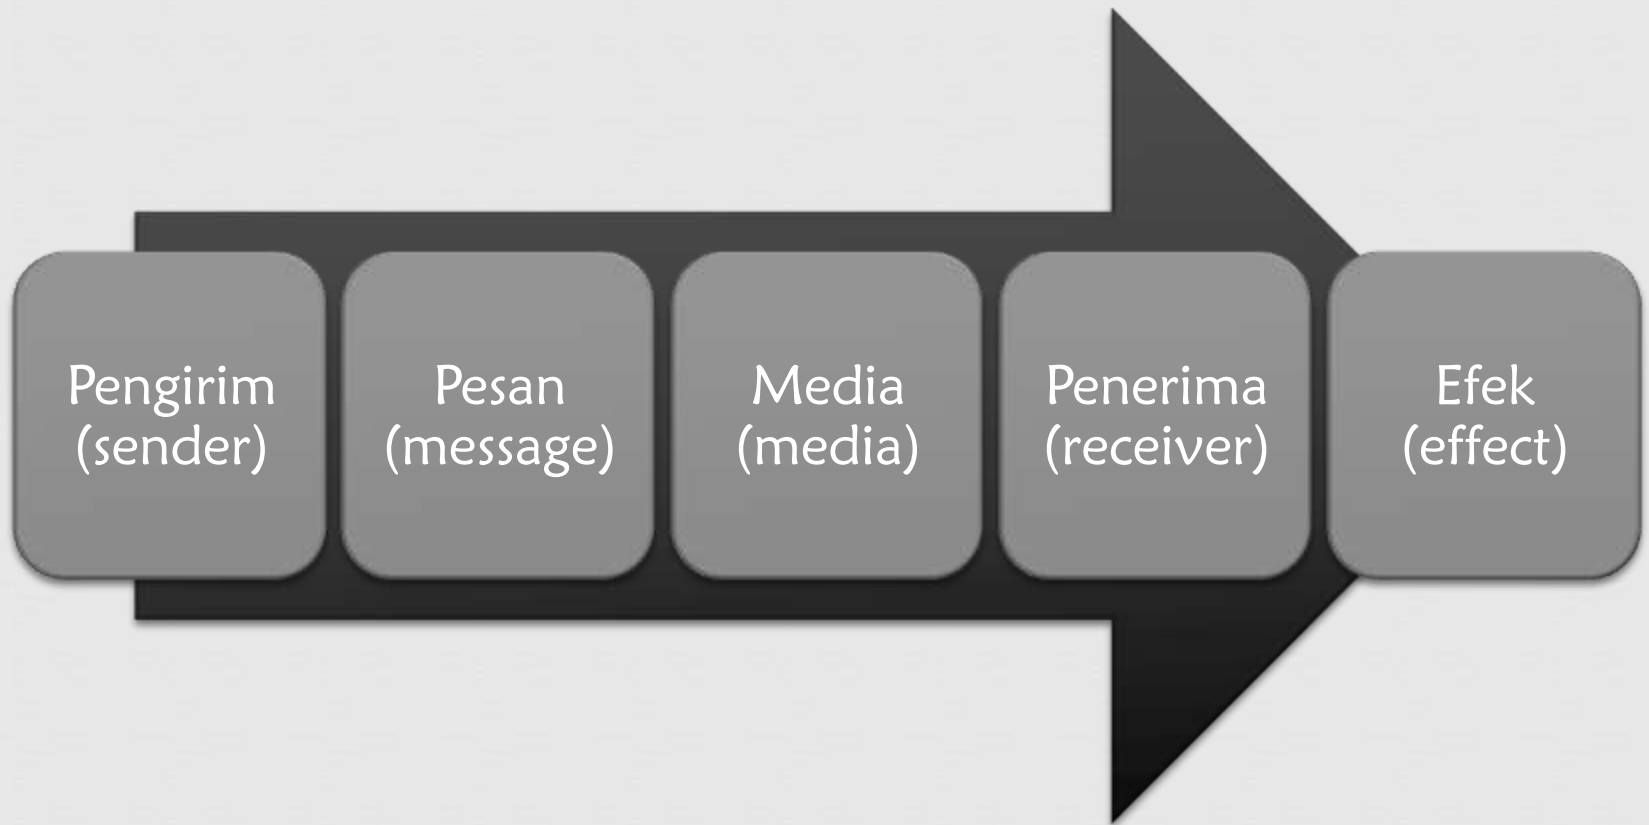 Pengirim
(sender)
Pesan
(message)
Media
(media)
Penerima
(receiver)
Efek
(effect)